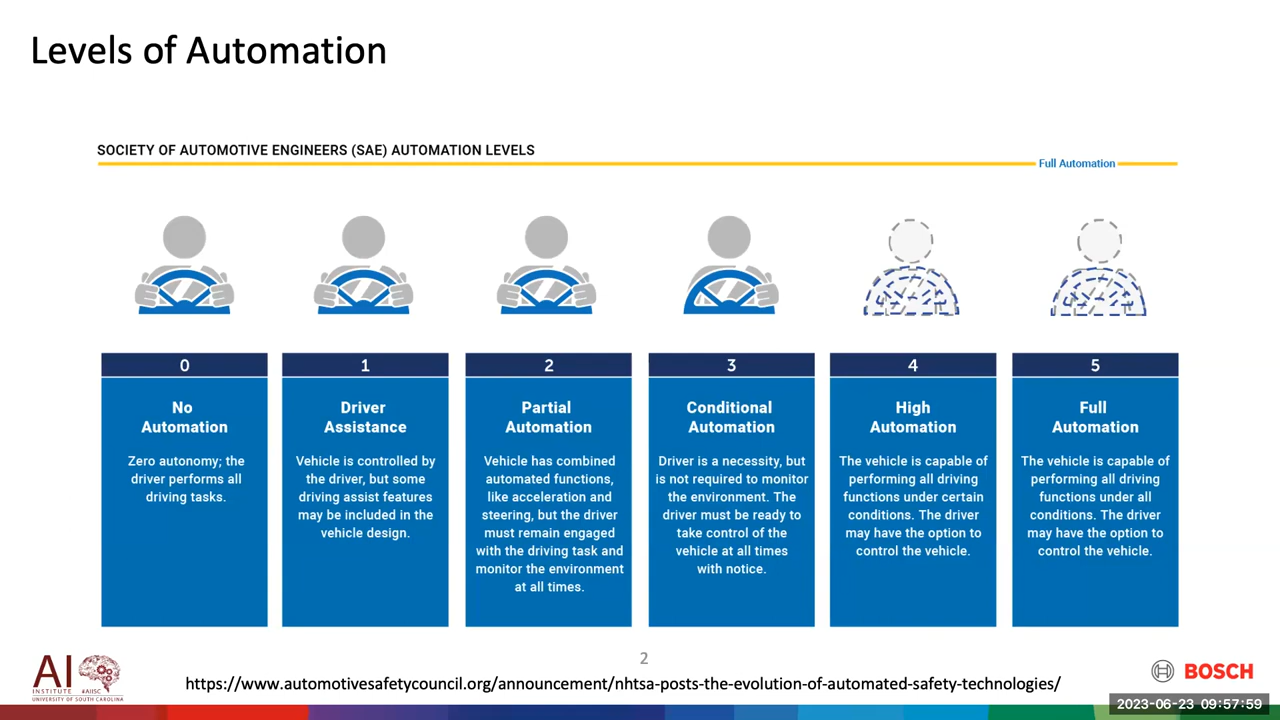 Levels of Automation
SOCIETY OF AUTOMOTIVE ENGINEERS (SAE) AUTOMATION LEVELS
Full Automation
0
No
Automation
Zero autonomy; the
driver performs all
driving tasks.
1
Driver
Assistance
Vehicle is controlled by
the driver, but some
driving assist features
may be included in the
vehicle design.
2
Partial
Automation
Vehicle has combined
automated functions,
like acceleration and
steering, but the driver
must remain engaged
with the driving task and
monitor the environment
at all times.
3
Conditional
Automation
Driver is a necessity, but
is not required to monitor
the environment. The
driver must be ready to
take control of the
vehicle at all times
with notice.
4
High
Automation
The vehicle is capable of
performing all driving
functions under certain
conditions. The driver
may have the option to
control the vehicle.
5
Full
Automation
The vehicle is capable of
performing all driving
functions under all
conditions. The driver
may have the option to
control the vehicle.
2
AI
INSTITUTE #AIISC
UNIVERSITY OF SOUTH CAROLINA
https://www.automotivesafetycouncil.org/announcement/nhtsa-posts-the-evolution-of-automated-safety-technologies/
BOSCH
2023-06-23 09:57:59